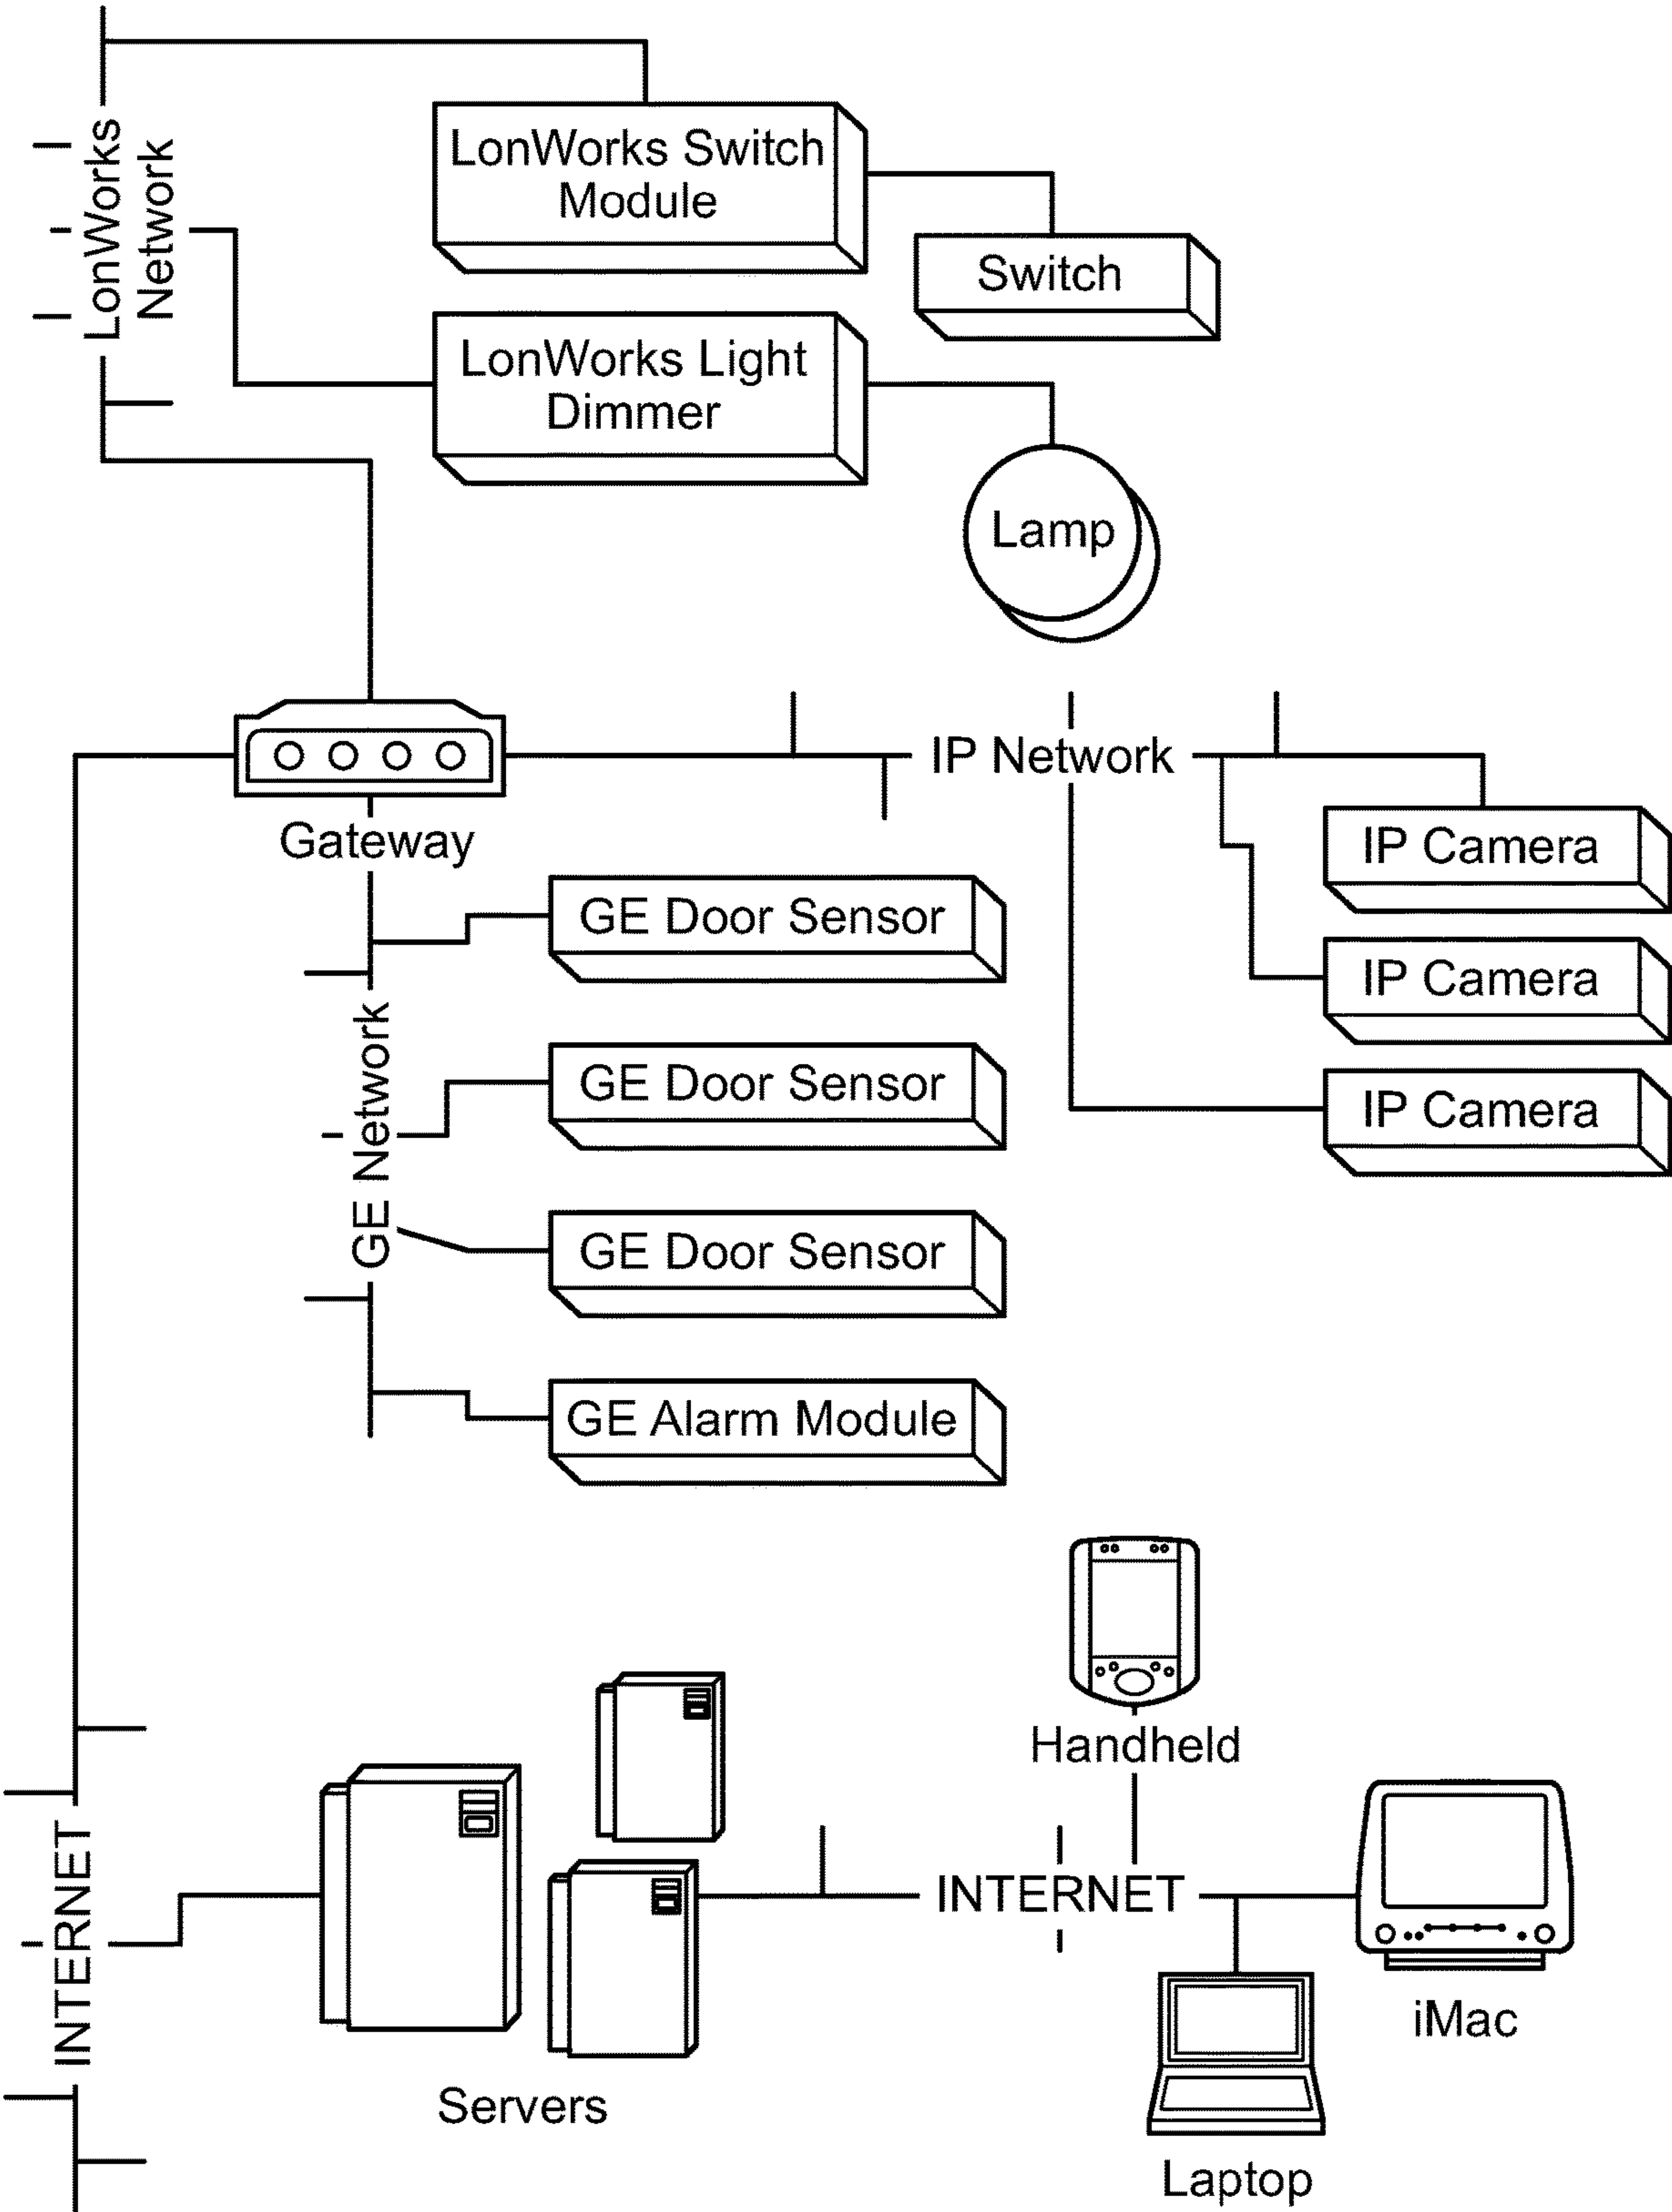 LonWorks
Network
LonWorks Switch
Module
Switch
LonWorks Light
Dimmer
Lamp
IP Network
Gateway
IP Camera
IP Camera
IP Camera
GE Network
GE Door Sensor
GE Door Sensor
GE Door Sensor
GE Alarm Module
Handheld
INTERNET
INTERNET
iMac
Servers
Laptop